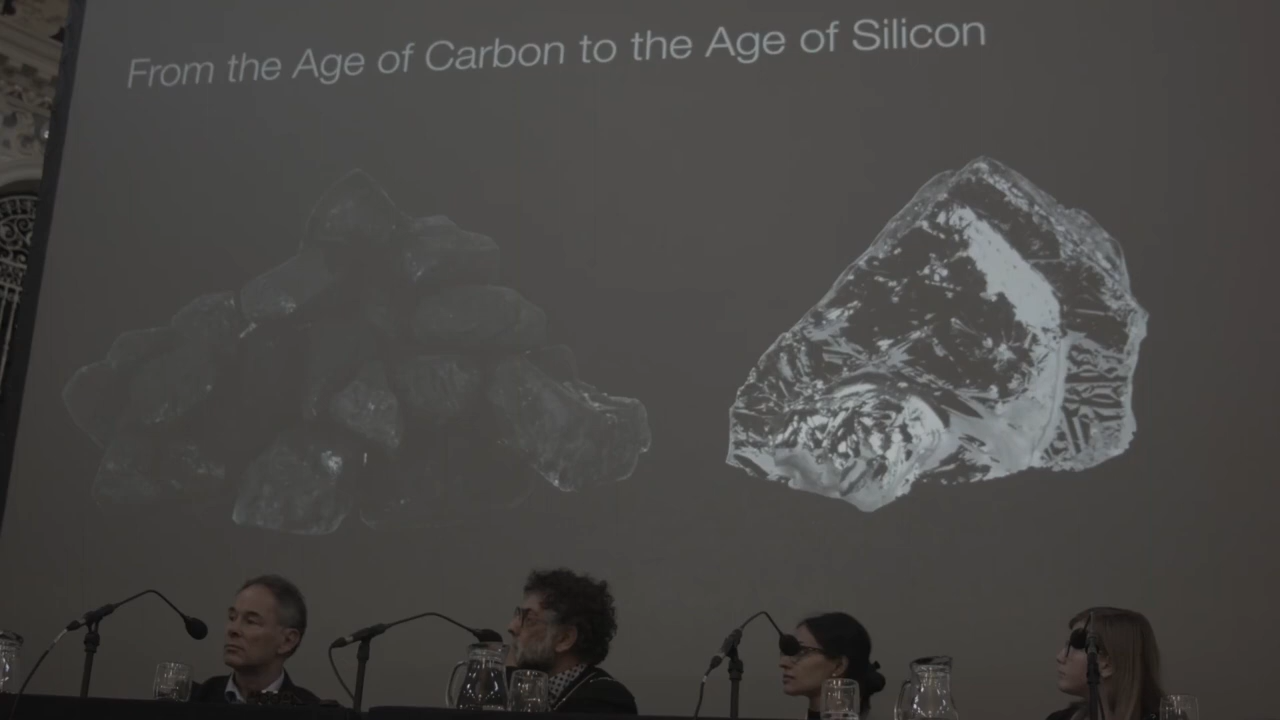 From the Age of Carbon to the Age of Silicon